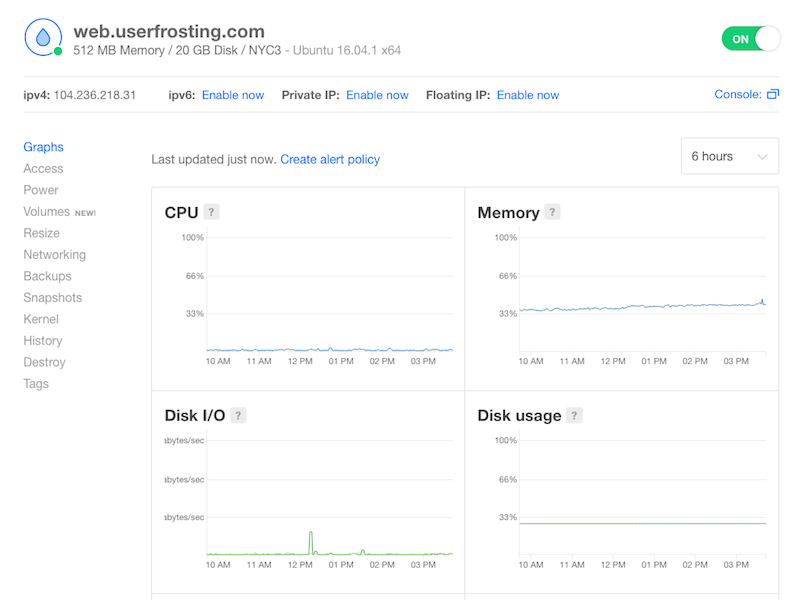 web.userfrosting.com
512 MB Memory / 20 GB Disk / NYC3 - Ubuntu 16.04.1 x64
ON
ipv4: 104.236.218.31 ipv6: Enable now Private IP: Enable now Floating IP: Enable now Console:
Graphs
Access
Power
Volumes NEW!
Resize
Networking
Backups
Snapshots
Kernel
History
Destroy
Tags
Last updated just now. Create alert policy
6 hours
CPU ?
100%
66%
33%
10 AM 11 AM 12 PM 01 PM 02 PM 03 PM
Memory ?
100%
66%
33%
10 AM 11 AM 12 PM 01 PM 02 PM 03 PM
Disk I/O ?
abytes/sec
abytes/sec
abytes/sec
10 AM 11 AM 12 PM 01 PM 02 PM 03 PM
Disk usage ?
100%
66%
33%
10 AM 11 AM 12 PM 01 PM 02 PM 03 PM